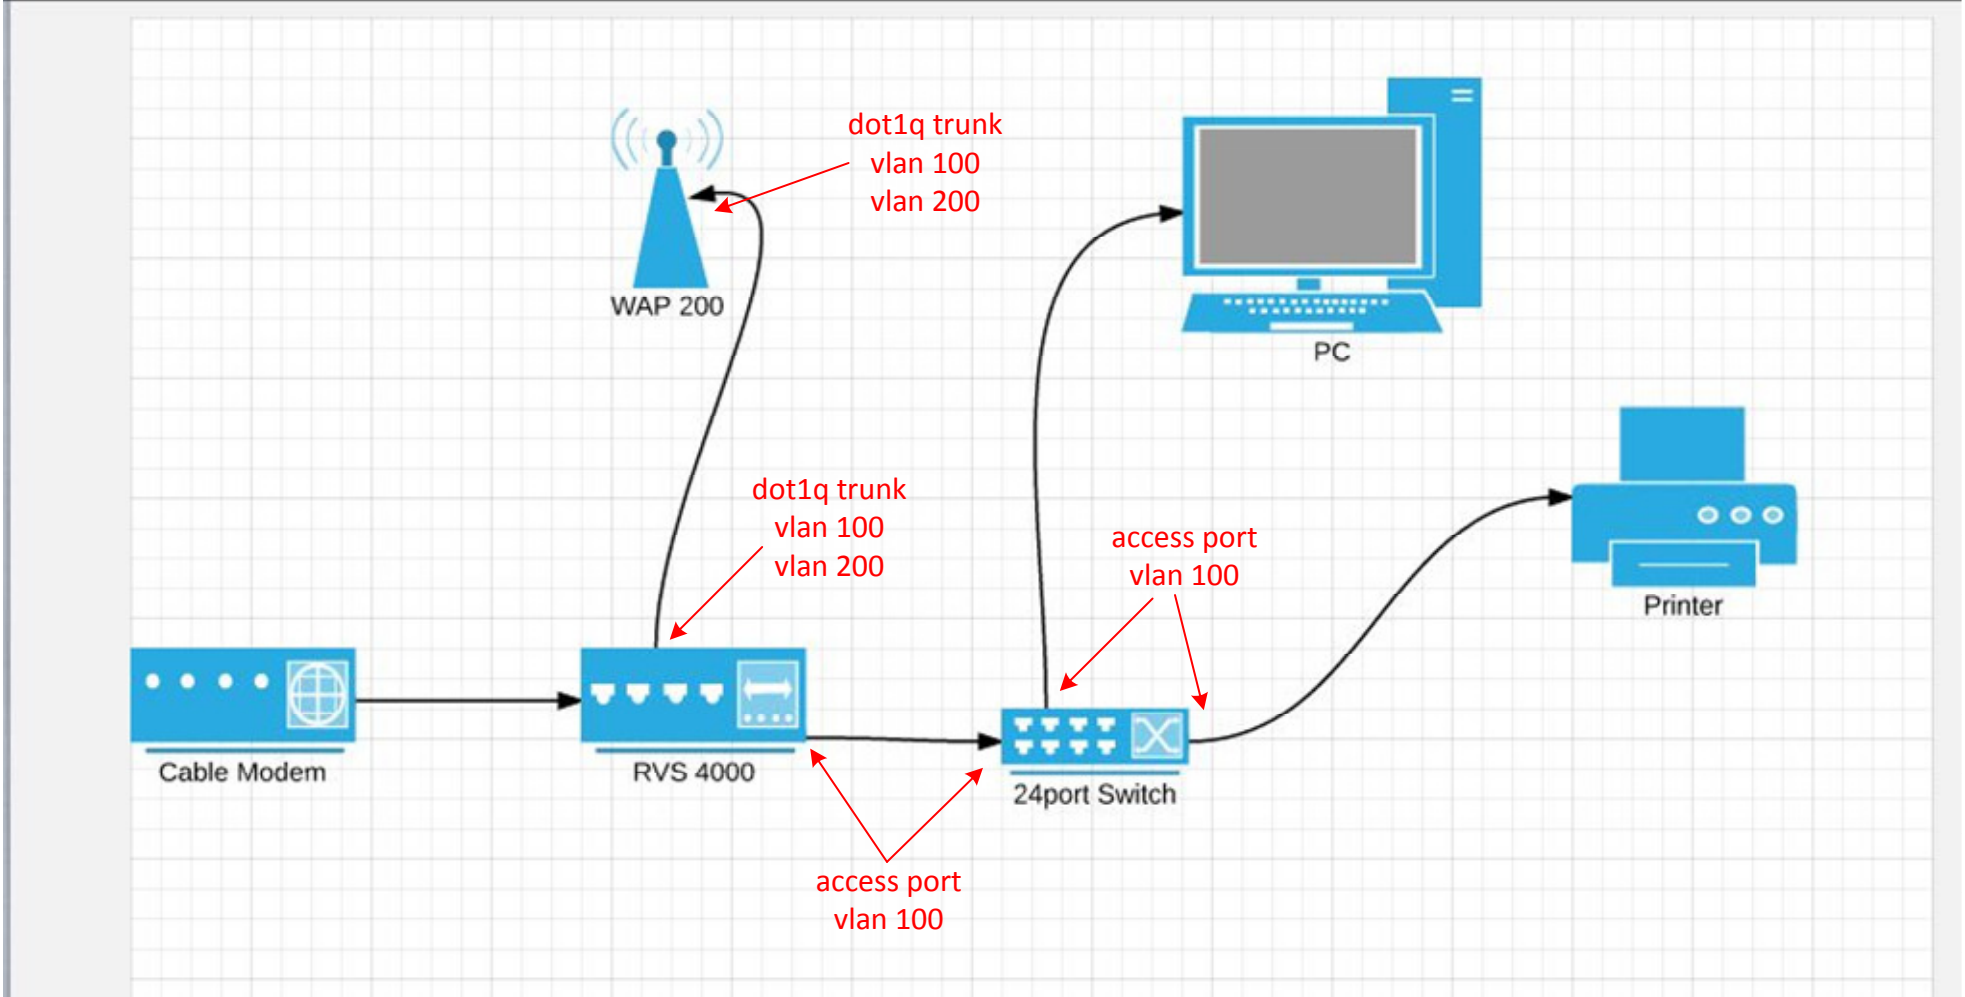 dot1q trunk
vlan 100
vlan 200
WAP 200
PC
dot1q trunk
vlan 100
vlan 200
access port
vlan 100
Printer
Cable Modem
RVS 4000
24port Switch
access port
vlan 100